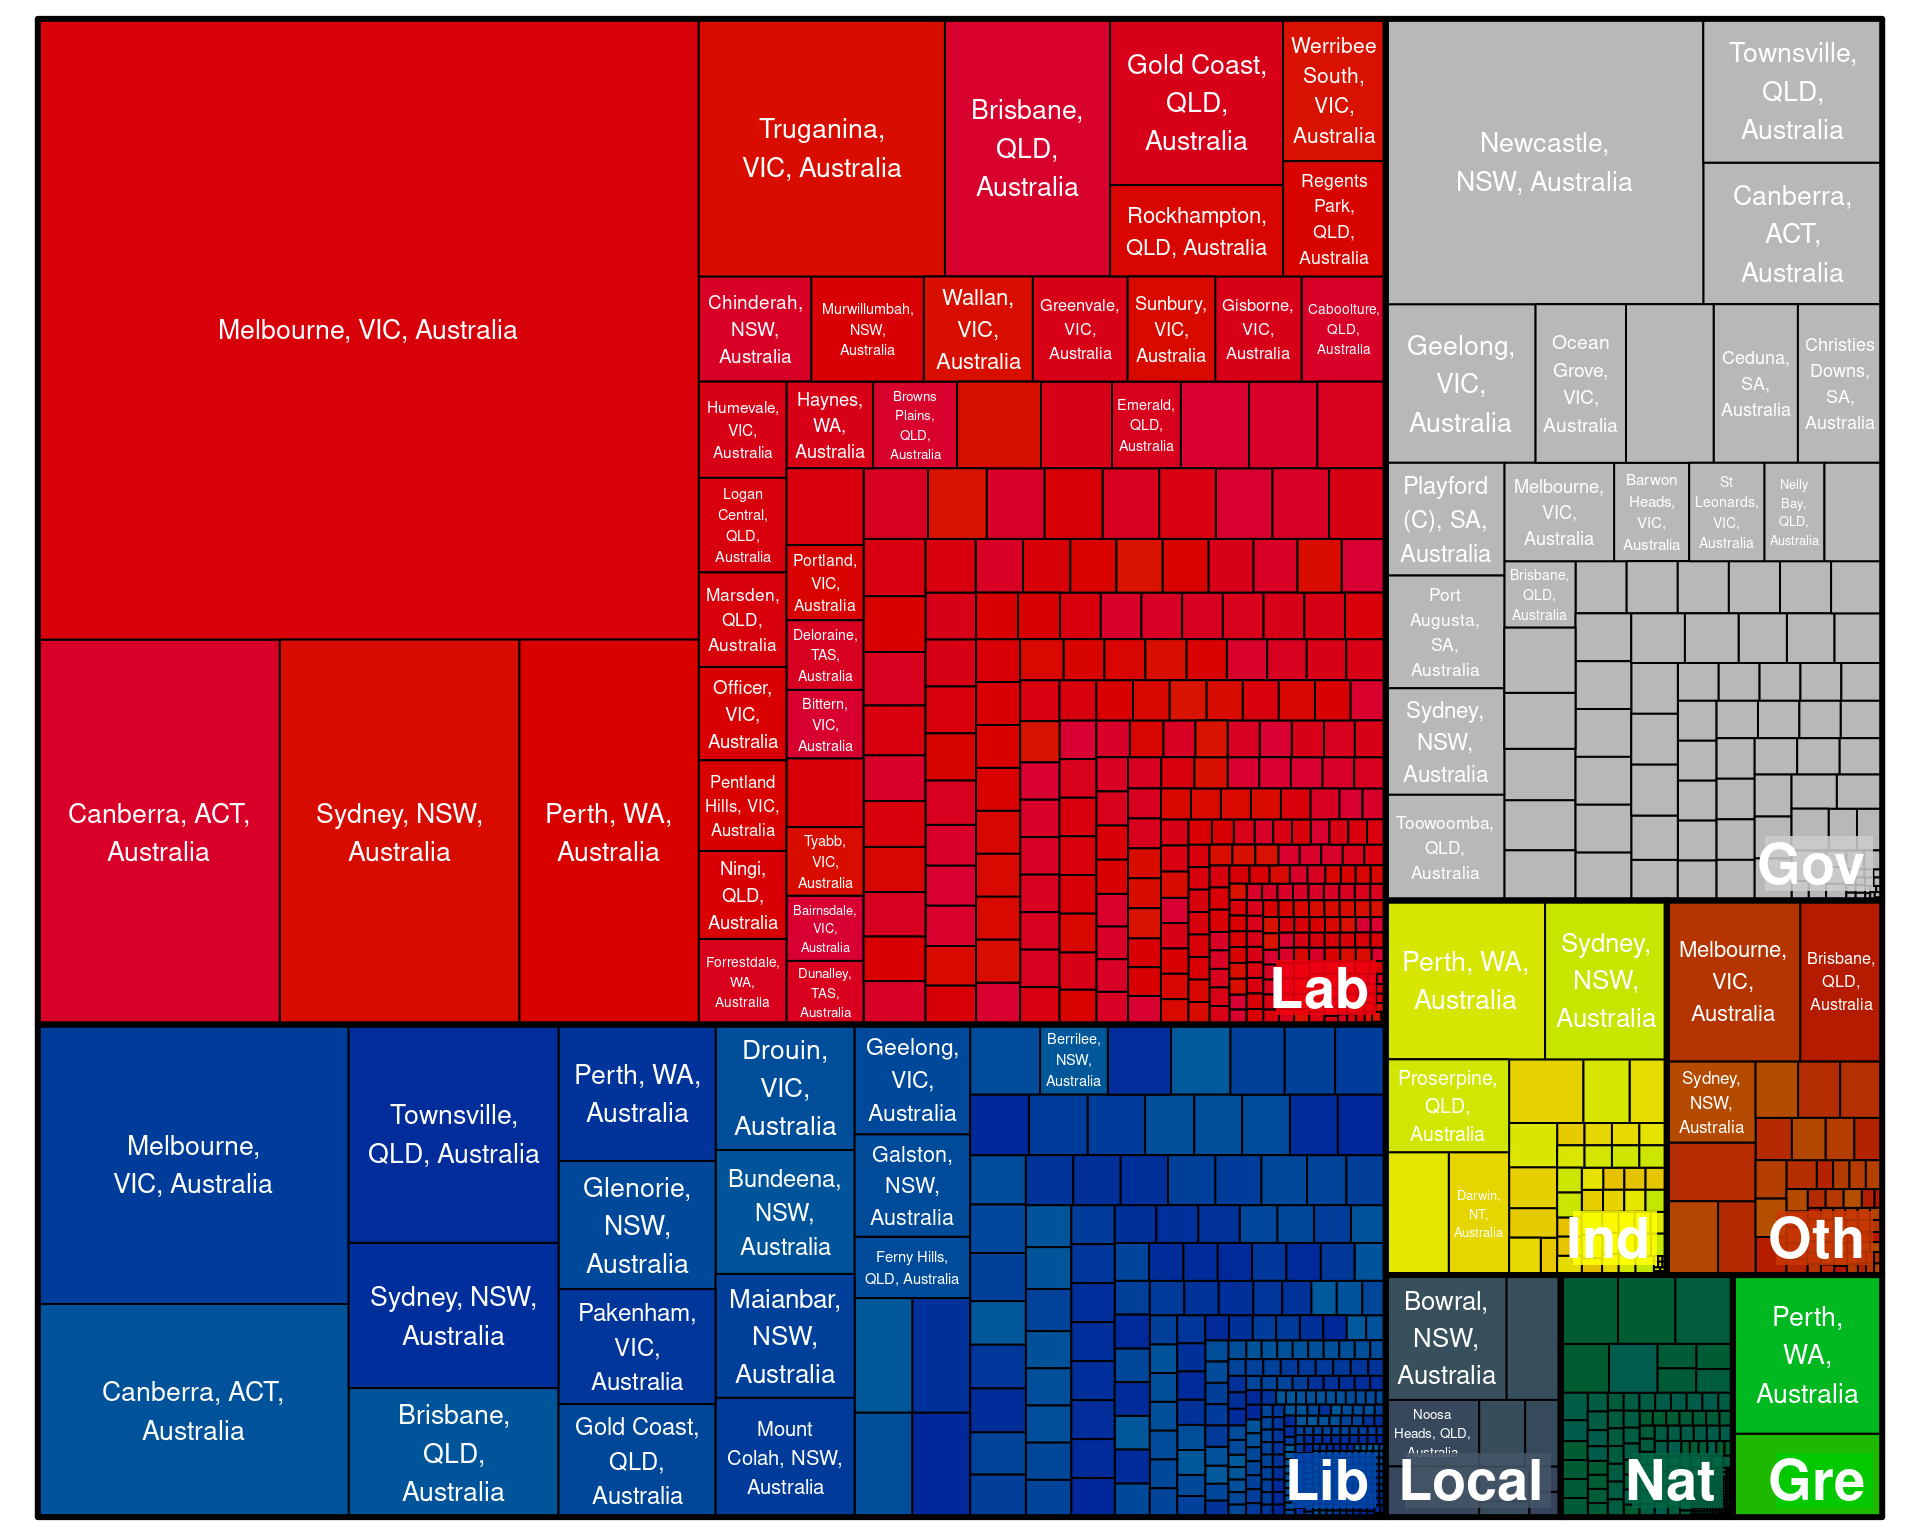 Melbourne, VIC, Australia
Canberra, ACT,
Australia
Sydney, NSW,
Australia
Perth, WA,
Australia
Truganina,
VIC, Australia
Brisbane,
QLD,
Australia
Gold Coast,
QLD,
Australia
Rockhampton,
QLD, Australia
Werribee
South,
VIC,
Australia
Regents
Park,
QLD,
Australia
Chinderah,
NSW,
Australia
Murwillumbah,
NSW,
Australia
Wallan,
VIC,
Australia
Greenvale,
VIC,
Australia
Sunbury,
VIC,
Australia
Gisborne,
VIC,
Australia
Caboolture,
QLD,
Australia
Humevale,
VIC,
Australia
Haynes,
WA,
Australia
Browns
Plains,
QLD,
Australia
Emerald,
QLD,
Australia
Logan
Central,
QLD,
Australia
Marsden,
QLD,
Australia
Officer,
VIC,
Australia
Pentland
Hills, VIC,
Australia
Ningi,
QLD,
Australia
Forrestdale,
WA,
Australia
Portland,
VIC,
Australia
Deloraine,
TAS,
Australia
Bittern,
VIC,
Australia
Tyabb,
VIC,
Australia
Bairnsdale,
VIC,
Australia
Dunalley,
TAS,
Australia
Lab
Newcastle,
NSW, Australia
Townsville,
QLD,
Australia
Canberra,
ACT,
Australia
Geelong,
VIC,
Australia
Ocean
Grove,
VIC,
Australia
Ceduna,
SA,
Australia
Christies
Downs,
SA,
Australia
Playford
(C), SA,
Australia
Melbourne,
VIC,
Australia
Barwon
Heads,
VIC,
Australia
St
Leonards,
VIC,
Australia
Nelly
Bay,
QLD,
Australia
Port
Augusta,
SA,
Australia
Brisbane,
QLD,
Australia
Sydney,
NSW,
Australia
Toowoomba,
QLD,
Australia
Gov
Perth, WA,
Australia
Sydney,
NSW,
Australia
Proserpine,
QLD,
Australia
Darwin,
NT,
Australia
Ind
Melbourne,
VIC,
Australia
Brisbane,
QLD,
Australia
Sydney,
NSW,
Australia
Oth
Melbourne,
VIC, Australia
Canberra, ACT,
Australia
Townsville,
QLD, Australia
Sydney, NSW,
Australia
Brisbane,
QLD,
Australia
Perth, WA,
Australia
Glenorie,
NSW,
Australia
Pakenham,
VIC,
Australia
Gold Coast,
QLD,
Australia
Drouin,
VIC,
Australia
Bundeena,
NSW,
Australia
Maianbar,
NSW,
Australia
Mount
Colah, NSW,
Australia
Geelong,
VIC,
Australia
Galston,
NSW,
Australia
Ferny Hills,
QLD, Australia
Berrilee,
NSW,
Australia
Lib
Bowral,
NSW,
Australia
Noosa
Heads, QLD,
Australia
Local
Nat
Perth,
WA,
Australia
Gre